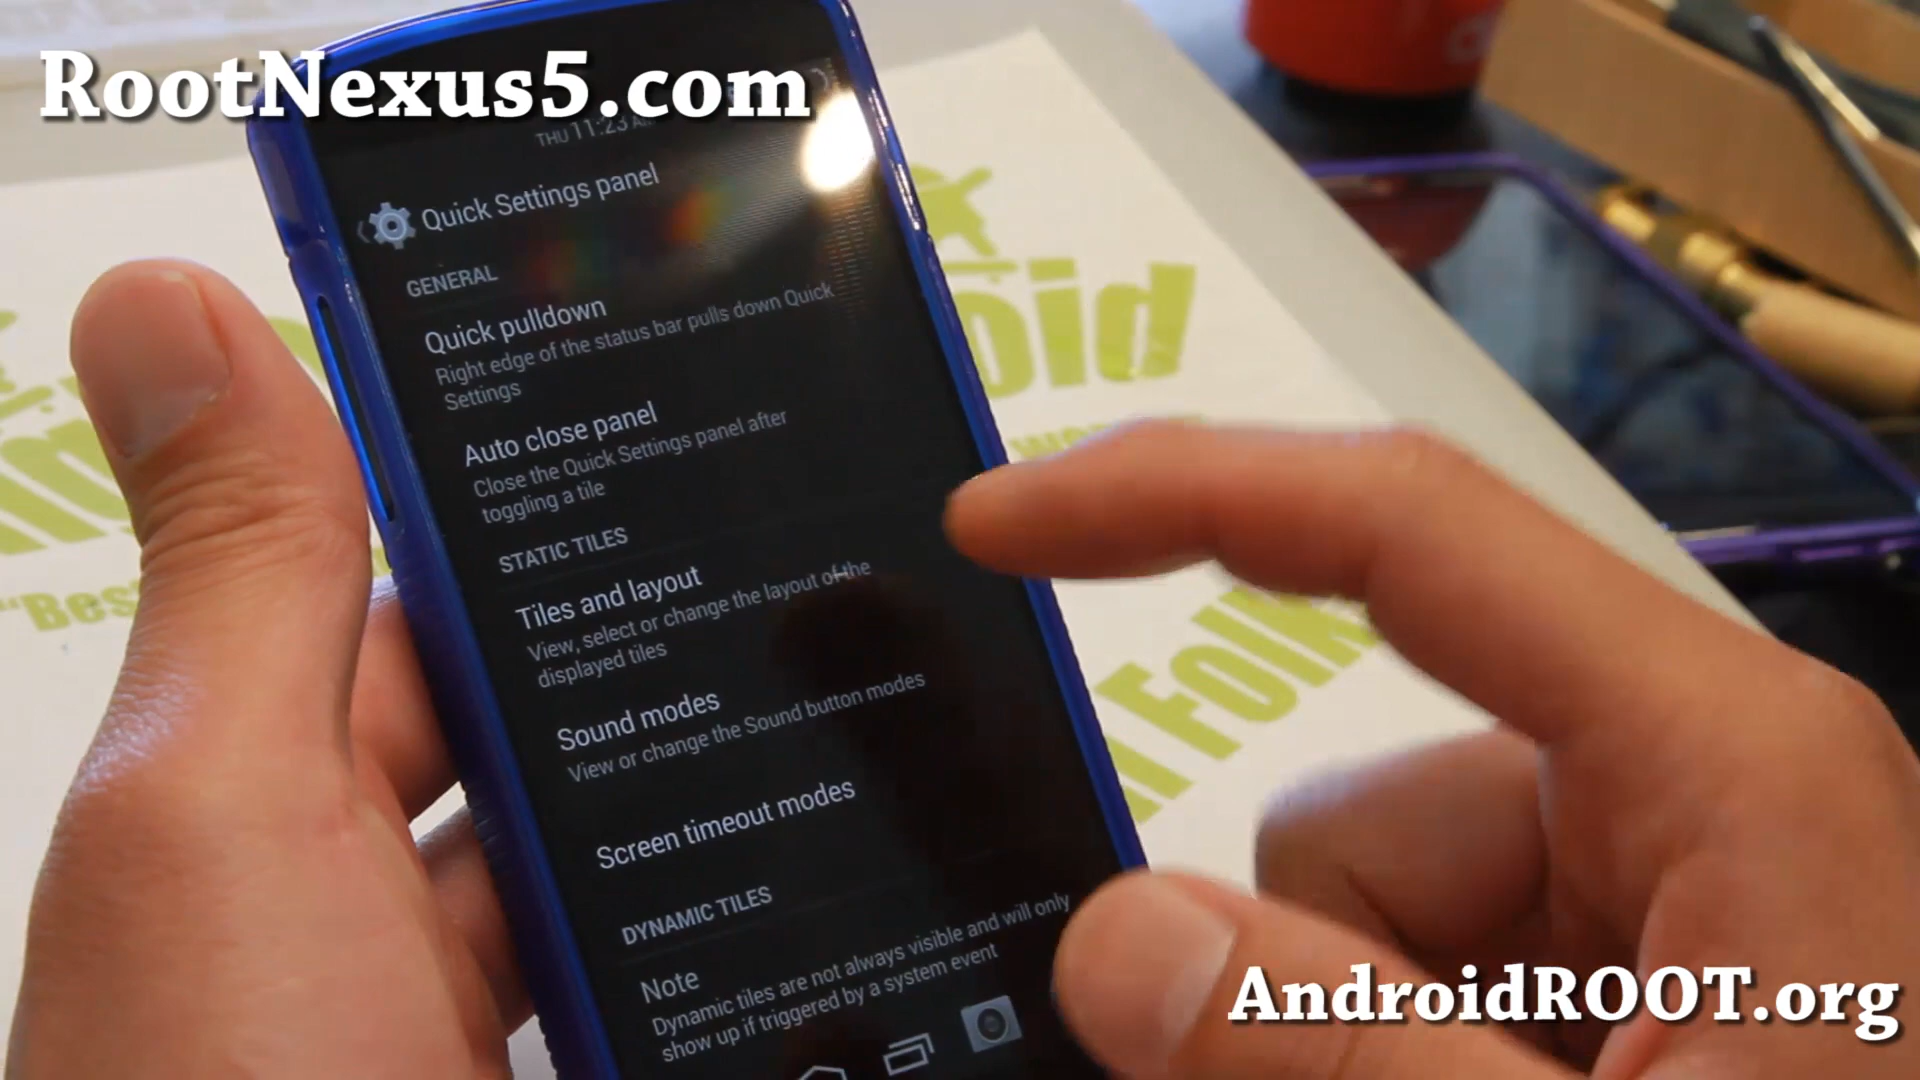 RootNexus5.com
THU 11:23 AM
Quick Settings panel
GENERAL
Quick pulldown
Right edge of the status bar pulls down Quick
Settings
Auto close panel
Close the Quick Settings panel after
toggling a tile
STATIC TILES
Tiles and layout
View, select or change the layout of the
displayed tiles
Sound modes
View or change the Sound button modes
Screen timeout modes
DYNAMIC TILES
Note
Dynamic tiles are not always visible and will only
show up if triggered by a system event
oid
"Bes
Folk
AndroidROOT.org